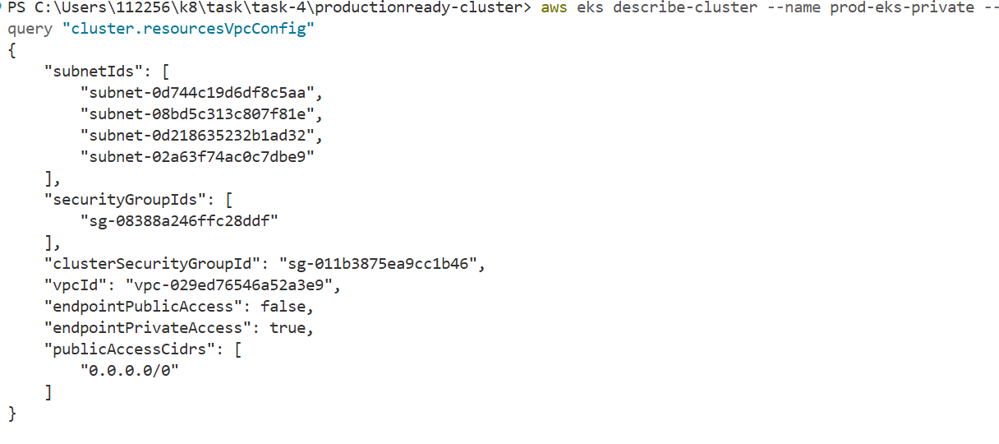 PS C:\Users\112256\k8\task\task-4\productionready-cluster> aws eks describe-cluster --name prod-eks-private --
query "cluster.resourcesVpcConfig"
{
    "subnetIds": [
        "subnet-0d744c19d6df8c5aa",
        "subnet-08bd5c313c807f81e",
        "subnet-0d218635232b1ad32",
        "subnet-02a63f74ac0c7dbe9"
    ],
    "securityGroupIds": [
        "sg-08388a246ffc28ddf"
    ],
    "clusterSecurityGroupId": "sg-011b3875ea9cc1b46",
    "vpcId": "vpc-029ed76546a52a3e9",
    "endpointPublicAccess": false,
    "endpointPrivateAccess": true,
    "publicAccessCidrs": [
        "0.0.0.0/0"
    ]
}